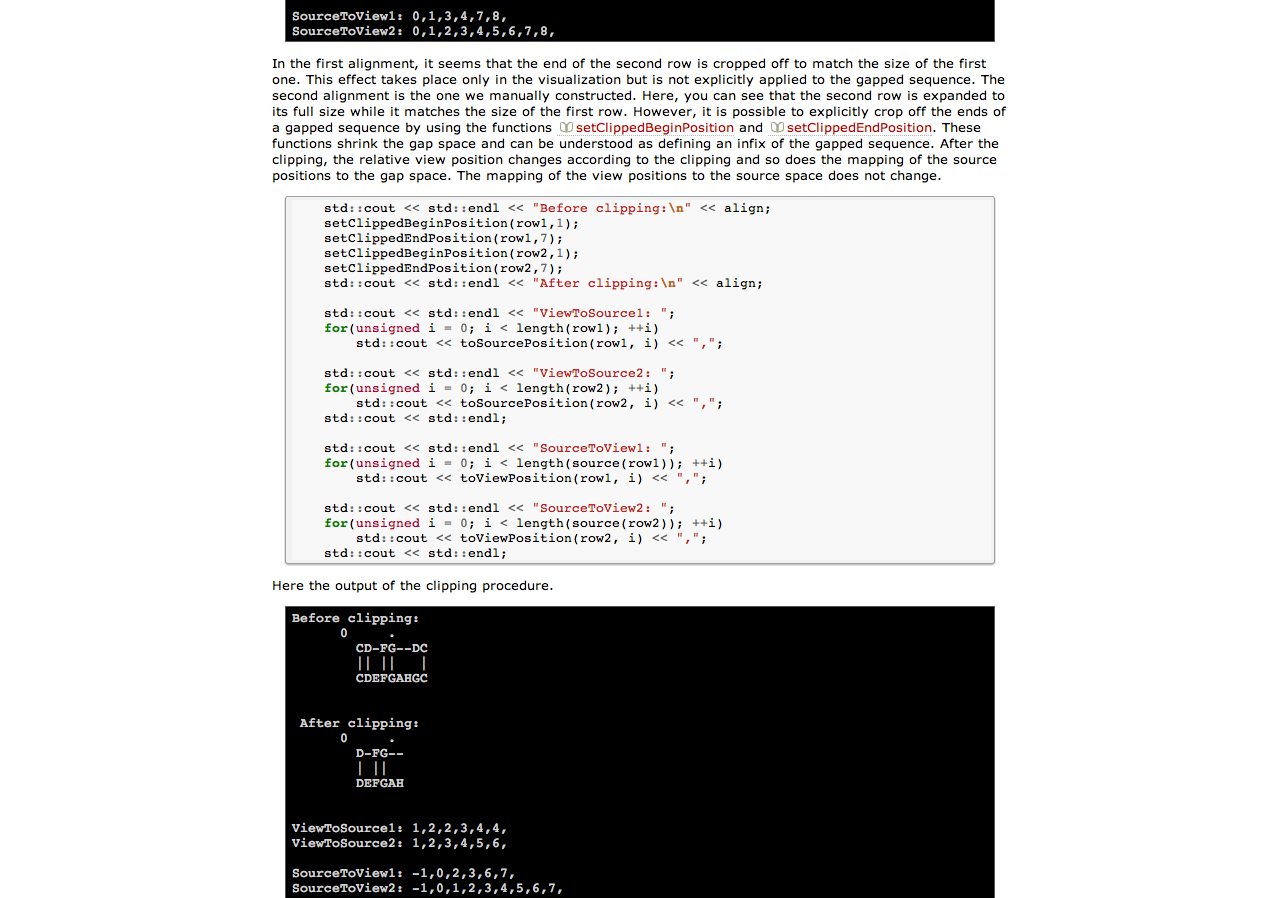 SourceToView1: 0,1,3,4,7,8,
SourceToView2: 0,1,2,3,4,5,6,7,8,
In the first alignment, it seems that the end of the second row is cropped off to match the size of the first
one. This effect takes place only in the visualization but is not explicitly applied to the gapped sequence. The
second alignment is the one we manually constructed. Here, you can see that the second row is expanded to
its full size while it matches the size of the first row. However, it is possible to explicitly crop off the ends of
a gapped sequence by using the functions setClippedBeginPosition and setClippedEndPosition. These
functions shrink the gap space and can be understood as defining an infix of the gapped sequence. After the
clipping, the relative view position changes according to the clipping and so does the mapping of the source
positions to the gap space. The mapping of the view positions to the source space does not change.
std::cout << std::endl << "Before clipping:\n" << align;
setClippedBeginPosition(row1,1);
setClippedEndPosition(row1,7);
setClippedBeginPosition(row2,1);
setClippedEndPosition(row2,7);
std::cout << std::endl << "After clipping:\n" << align;
std::cout << std::endl << "ViewToSource1: ";
for(unsigned i = 0; i < length(row1); ++i)
std::cout << toSourcePosition(row1, i) << ",";
std::cout << std::endl << "ViewToSource2: ";
for(unsigned i = 0; i < length(row2); ++i)
std::cout << toSourcePosition(row2, i) << ",";
std::cout << std::endl;
std::cout << std::endl << "SourceToView1: ";
for(unsigned i = 0; i < length(source(row1)); ++i)
std::cout << toViewPosition(row1, i) << ",";
std::cout << std::endl << "SourceToView2: ";
for(unsigned i = 0; i < length(source(row2)); ++i)
std::cout << toViewPosition(row2, i) << ",";
std::cout << std::endl;
Here the output of the clipping procedure.
Before clipping:
0     .
CD-FG--DC
|| ||   |
CDEFGAHGC
After clipping:
0     .
D-FG--
| ||
DEFGAH
ViewToSource1: 1,2,2,3,4,4,
ViewToSource2: 1,2,3,4,5,6,
SourceToView1: -1,0,2,3,6,7,
SourceToView2: -1,0,1,2,3,4,5,6,7,